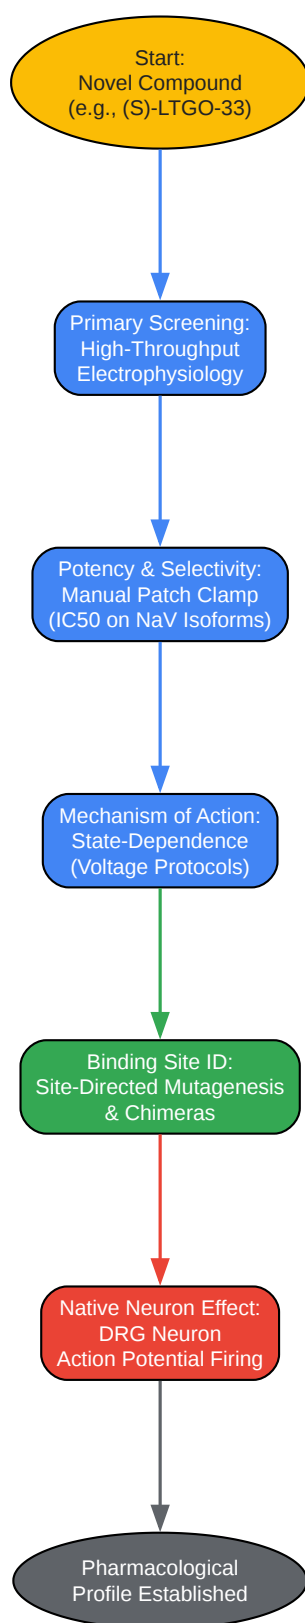 Start:
Novel Compound
(e.g., (S)-LTGO-33)
Primary Screening:
High-Throughput
Electrophysiology
Potency & Selectivity:
Manual Patch Clamp
(IC50 on NaV Isoforms)
Mechanism of Action:
State-Dependence
(Voltage Protocols)
Binding Site ID:
Site-Directed Mutagenesis
& Chimeras
Native Neuron Effect:
DRG Neuron
Action Potential Firing
Pharmacological
Profile Established